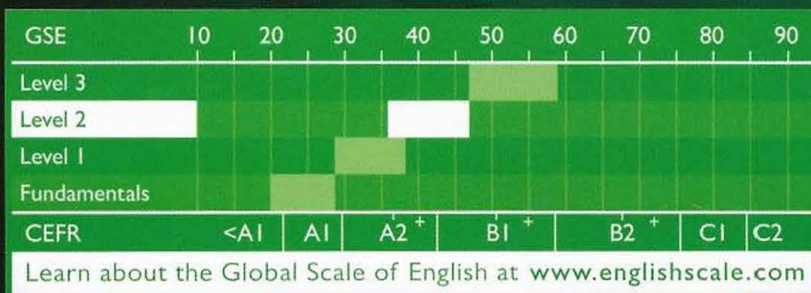 GSE 10 20 30 40 50 60 70 80 90
Level 3
Level 2
Level 1
Fundamentals
CEFR <A1 A1 A2 + B1 + B2 + C1 C2
Learn about the Global Scale of English at www.englishscale.com